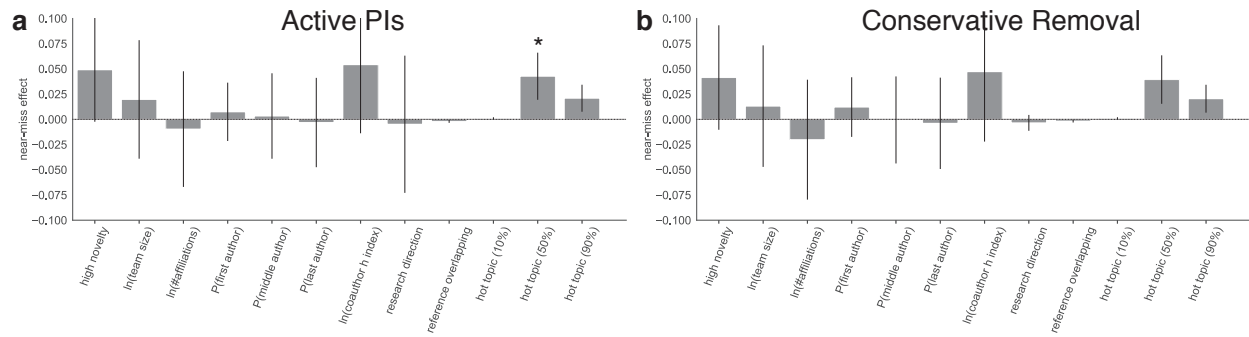 a
Active PIs
near-miss effect
0.100
0.075
0.050
0.025
0.000
−0.025
−0.050
−0.075
−0.100
*
high novelty
ln(team size)
ln(#affiliations)
P(first author)
P(middle author)
P(last author)
ln(coauthor h index)
research direction
reference overlapping
hot topic (10%)
hot topic (50%)
hot topic (90%)
b
Conservative Removal
near-miss effect
0.100
0.075
0.050
0.025
0.000
−0.025
−0.050
−0.075
−0.100
high novelty
ln(team size)
ln(#affiliations)
P(first author)
P(middle author)
P(last author)
ln(coauthor h index)
research direction
reference overlapping
hot topic (10%)
hot topic (50%)
hot topic (90%)